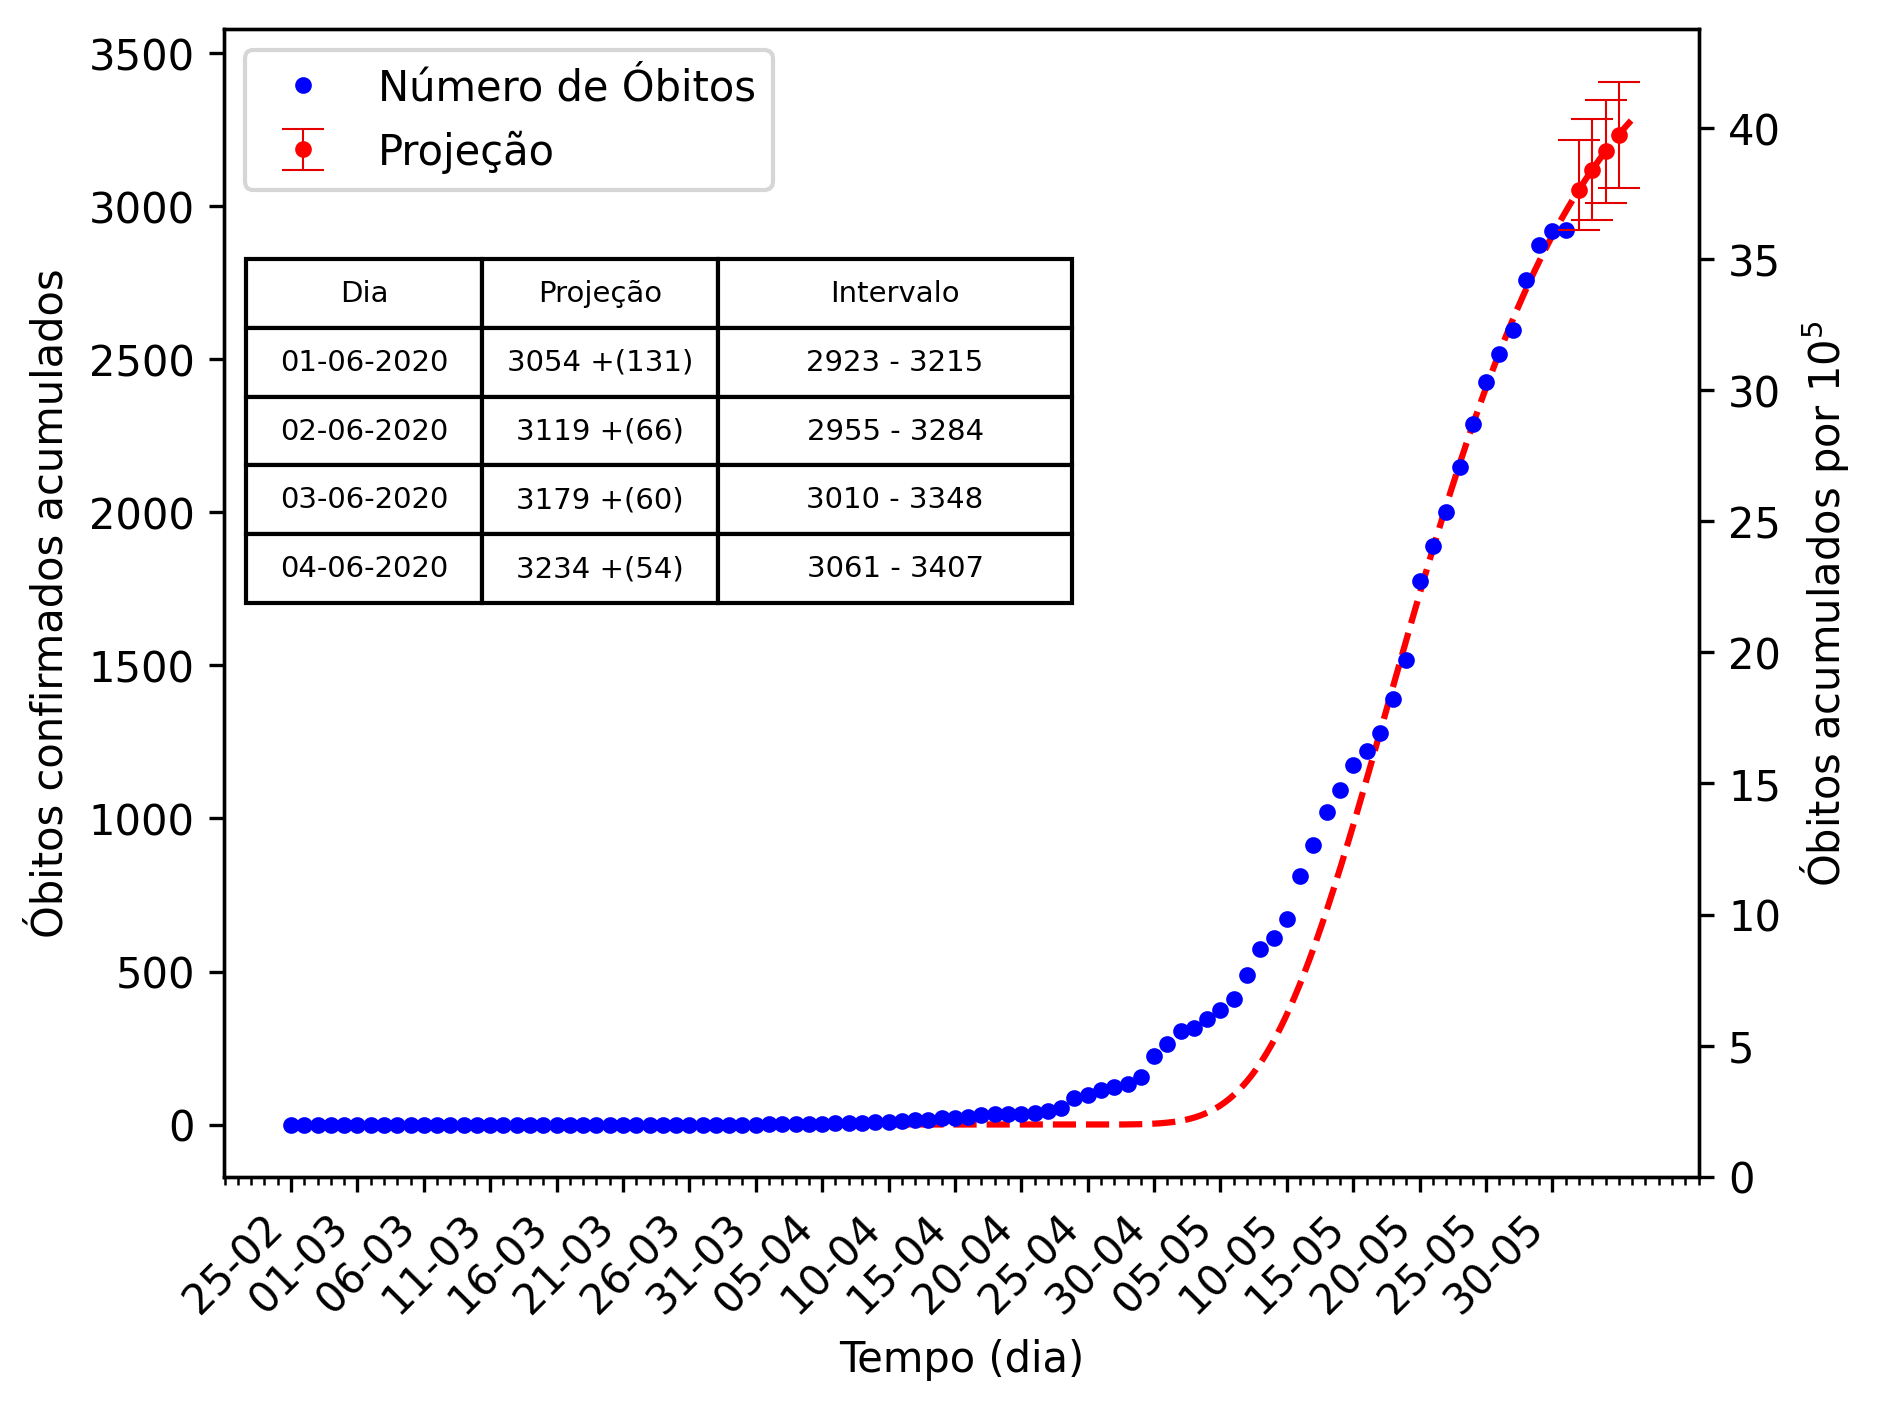 Número de Óbitos
Projeção
3500
3000
2500
2000
1500
1000
500
0
Óbitos confirmados acumulados
Dia Projeção Intervalo
01-06-2020 3054 +(131) 2923 - 3215
02-06-2020 3119 +(66) 2955 - 3284
03-06-2020 3179 +(60) 3010 - 3348
04-06-2020 3234 +(54) 3061 - 3407
40
35
30
25
20
15
10
5
0
Óbitos acumulados por 10⁵
25-02 01-03 06-03 11-03 16-03 21-03 26-03 31-03 05-04 10-04 15-04 20-04 25-04 30-04 05-05 10-05 15-05 20-05 25-05 30-05
Tempo (dia)